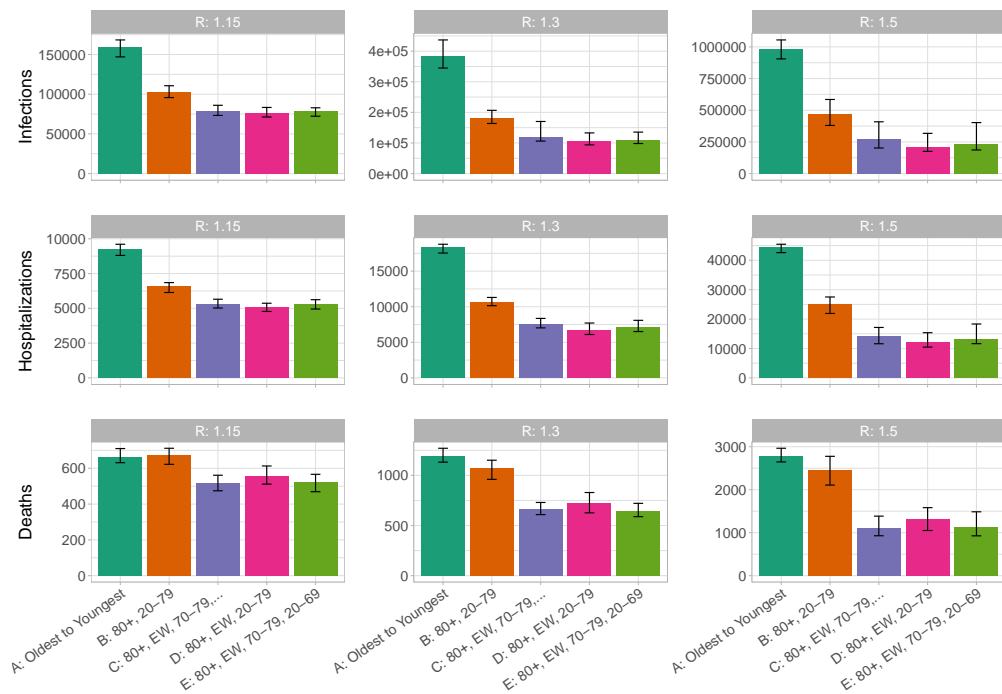 R: 1.15
R: 1.3
R: 1.5
Infections
150000
100000
50000
0
4e+05
3e+05
2e+05
1e+05
0e+00
1000000
750000
500000
250000
0
R: 1.15
R: 1.3
R: 1.5
Hospitalizations
10000
7500
5000
2500
0
15000
10000
5000
0
40000
30000
20000
10000
0
R: 1.15
R: 1.3
R: 1.5
Deaths
600
400
200
0
1000
500
0
3000
2000
1000
0
A: Oldest to Youngest
B: 80+, 20–79
C: 80+, EW, 70–79,...
D: 80+, EW, 20–79
E: 80+, EW, 70–79, 20–69
A: Oldest to Youngest
B: 80+, 20–79
C: 80+, EW, 70–79,...
D: 80+, EW, 20–79
E: 80+, EW, 70–79, 20–69
A: Oldest to Youngest
B: 80+, 20–79
C: 80+, EW, 70–79,...
D: 80+, EW, 20–79
E: 80+, EW, 70–79, 20–69